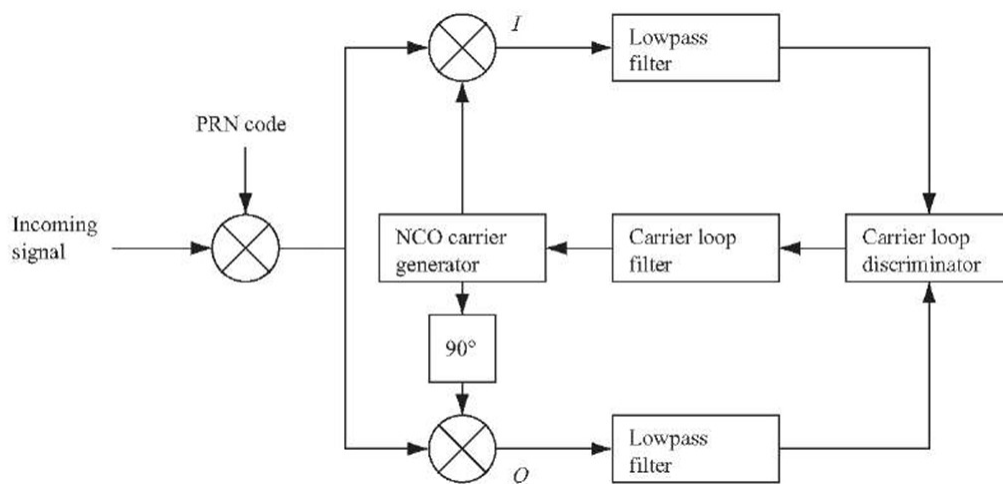 I
Lowpass
filter
PRN code
Incoming
signal
NCO carrier
generator
Carrier loop
filter
Carrier loop
discriminator
90°
Lowpass
filter
Q